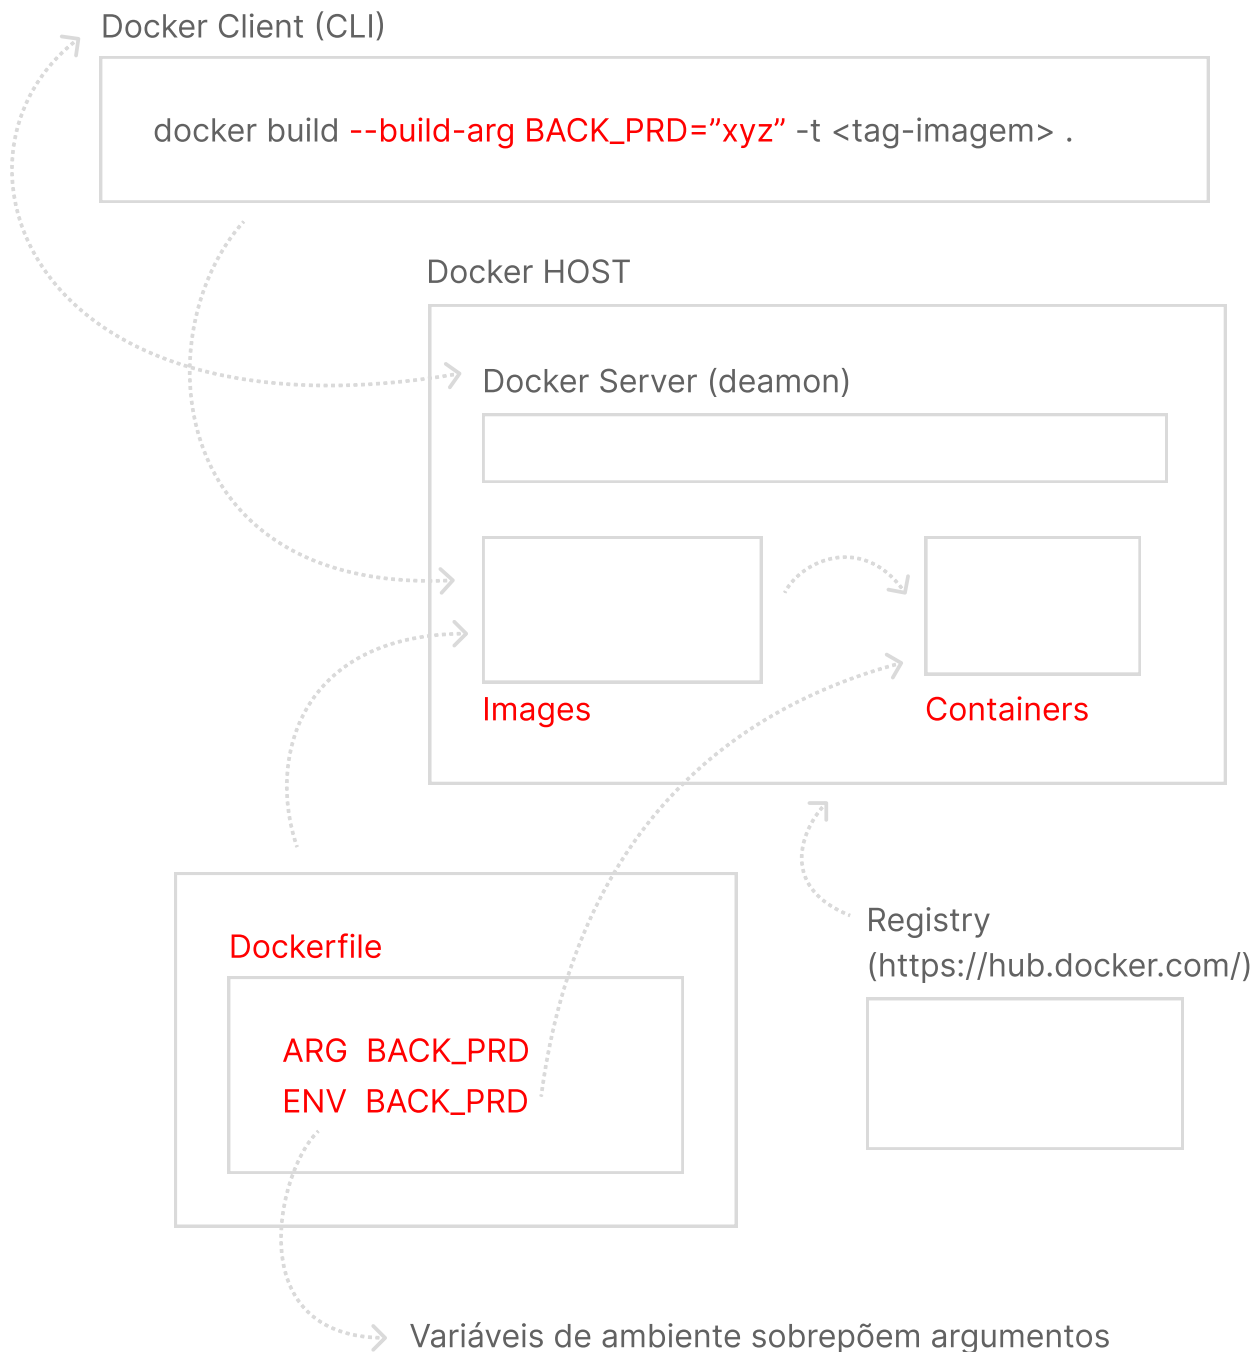 Docker Client (CLI)
docker build --build-arg BACK_PRD=”xyz” -t <tag-imagem> .
Docker HOST
Docker Server (deamon)
Images
Containers
Dockerfile
ARG BACK_PRD
ENV BACK_PRD
Registry
(https://hub.docker.com/)
Variáveis de ambiente sobrepõem argumentos